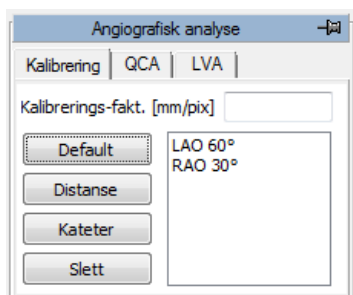 Angiografisk analyse
Kalibrering QCA LVA
Kalibrerings-fakt. [mm/pix]
Default
LAO 60°
RAO 30°
Distanse
Kateter
Slett